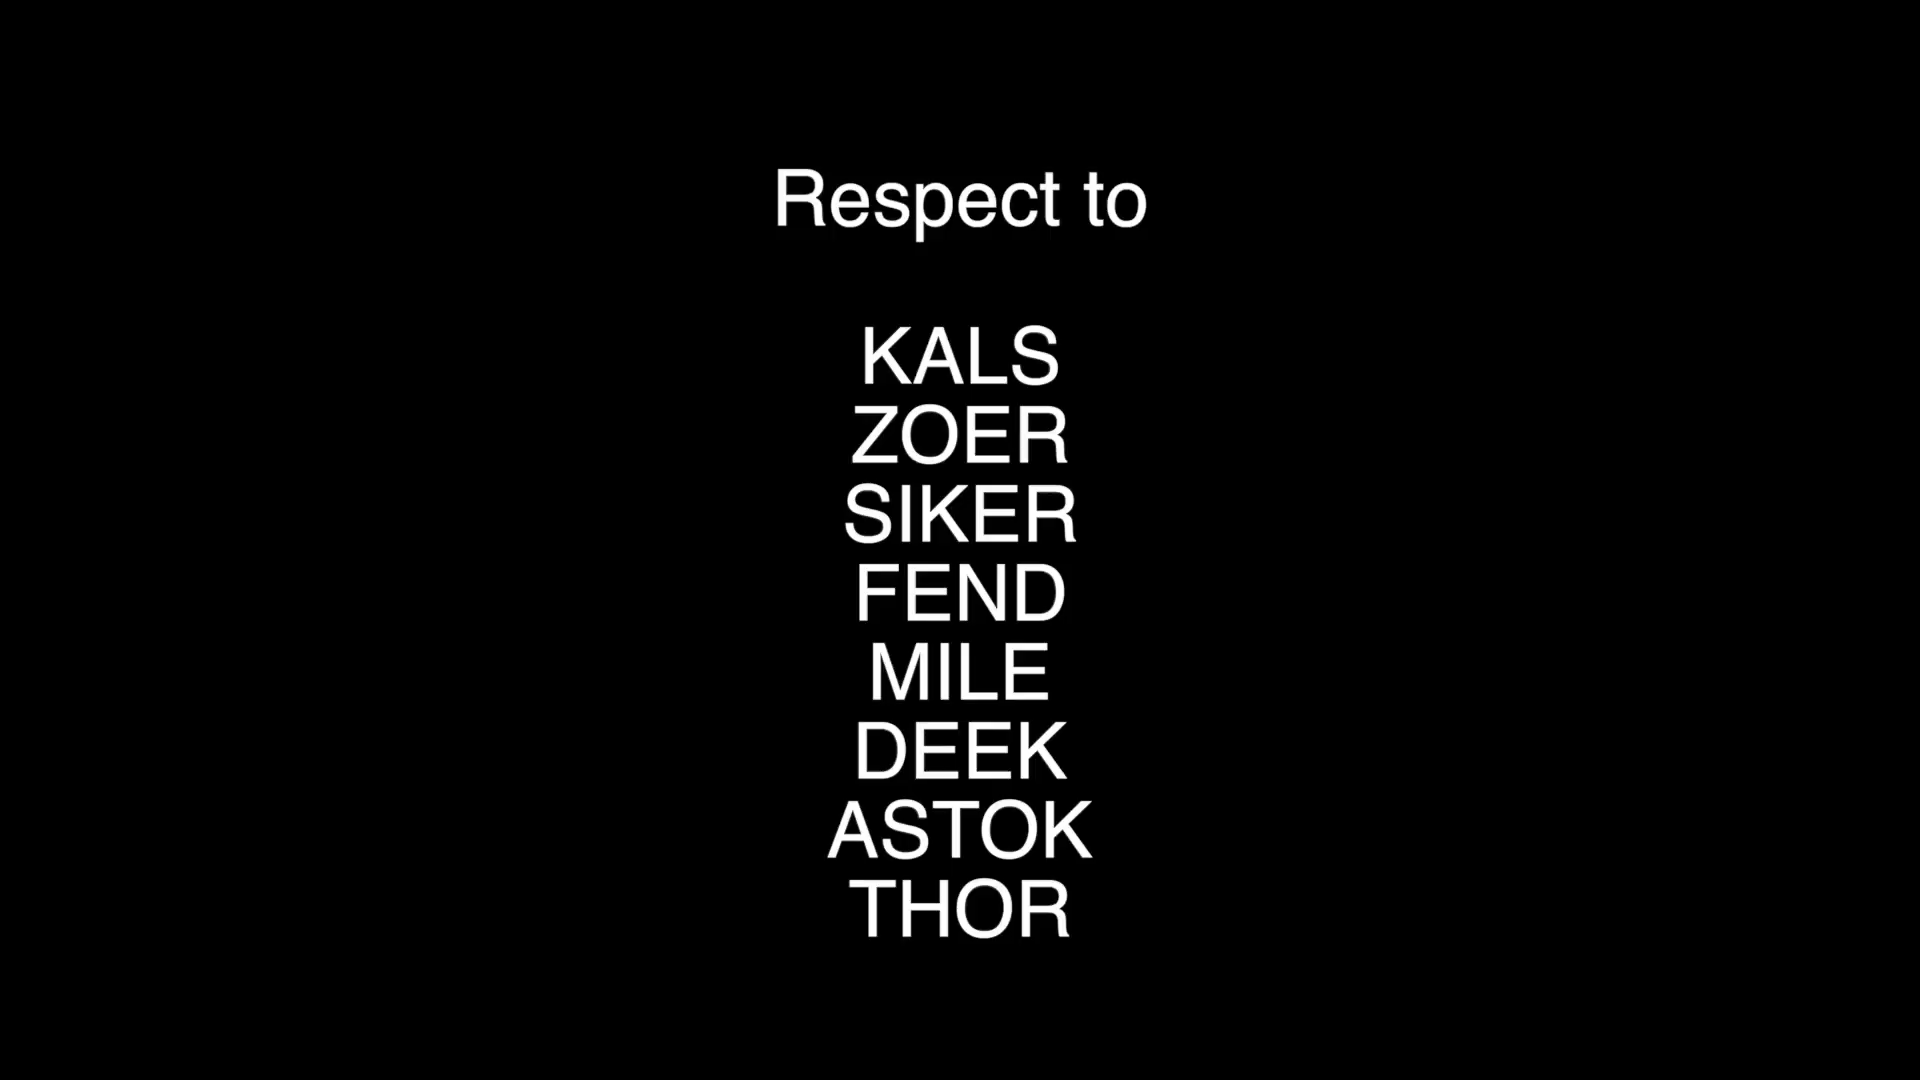 Respect to
KALS
ZOER
SIKER
FEND
MILE
DEEK
ASTOK
THOR